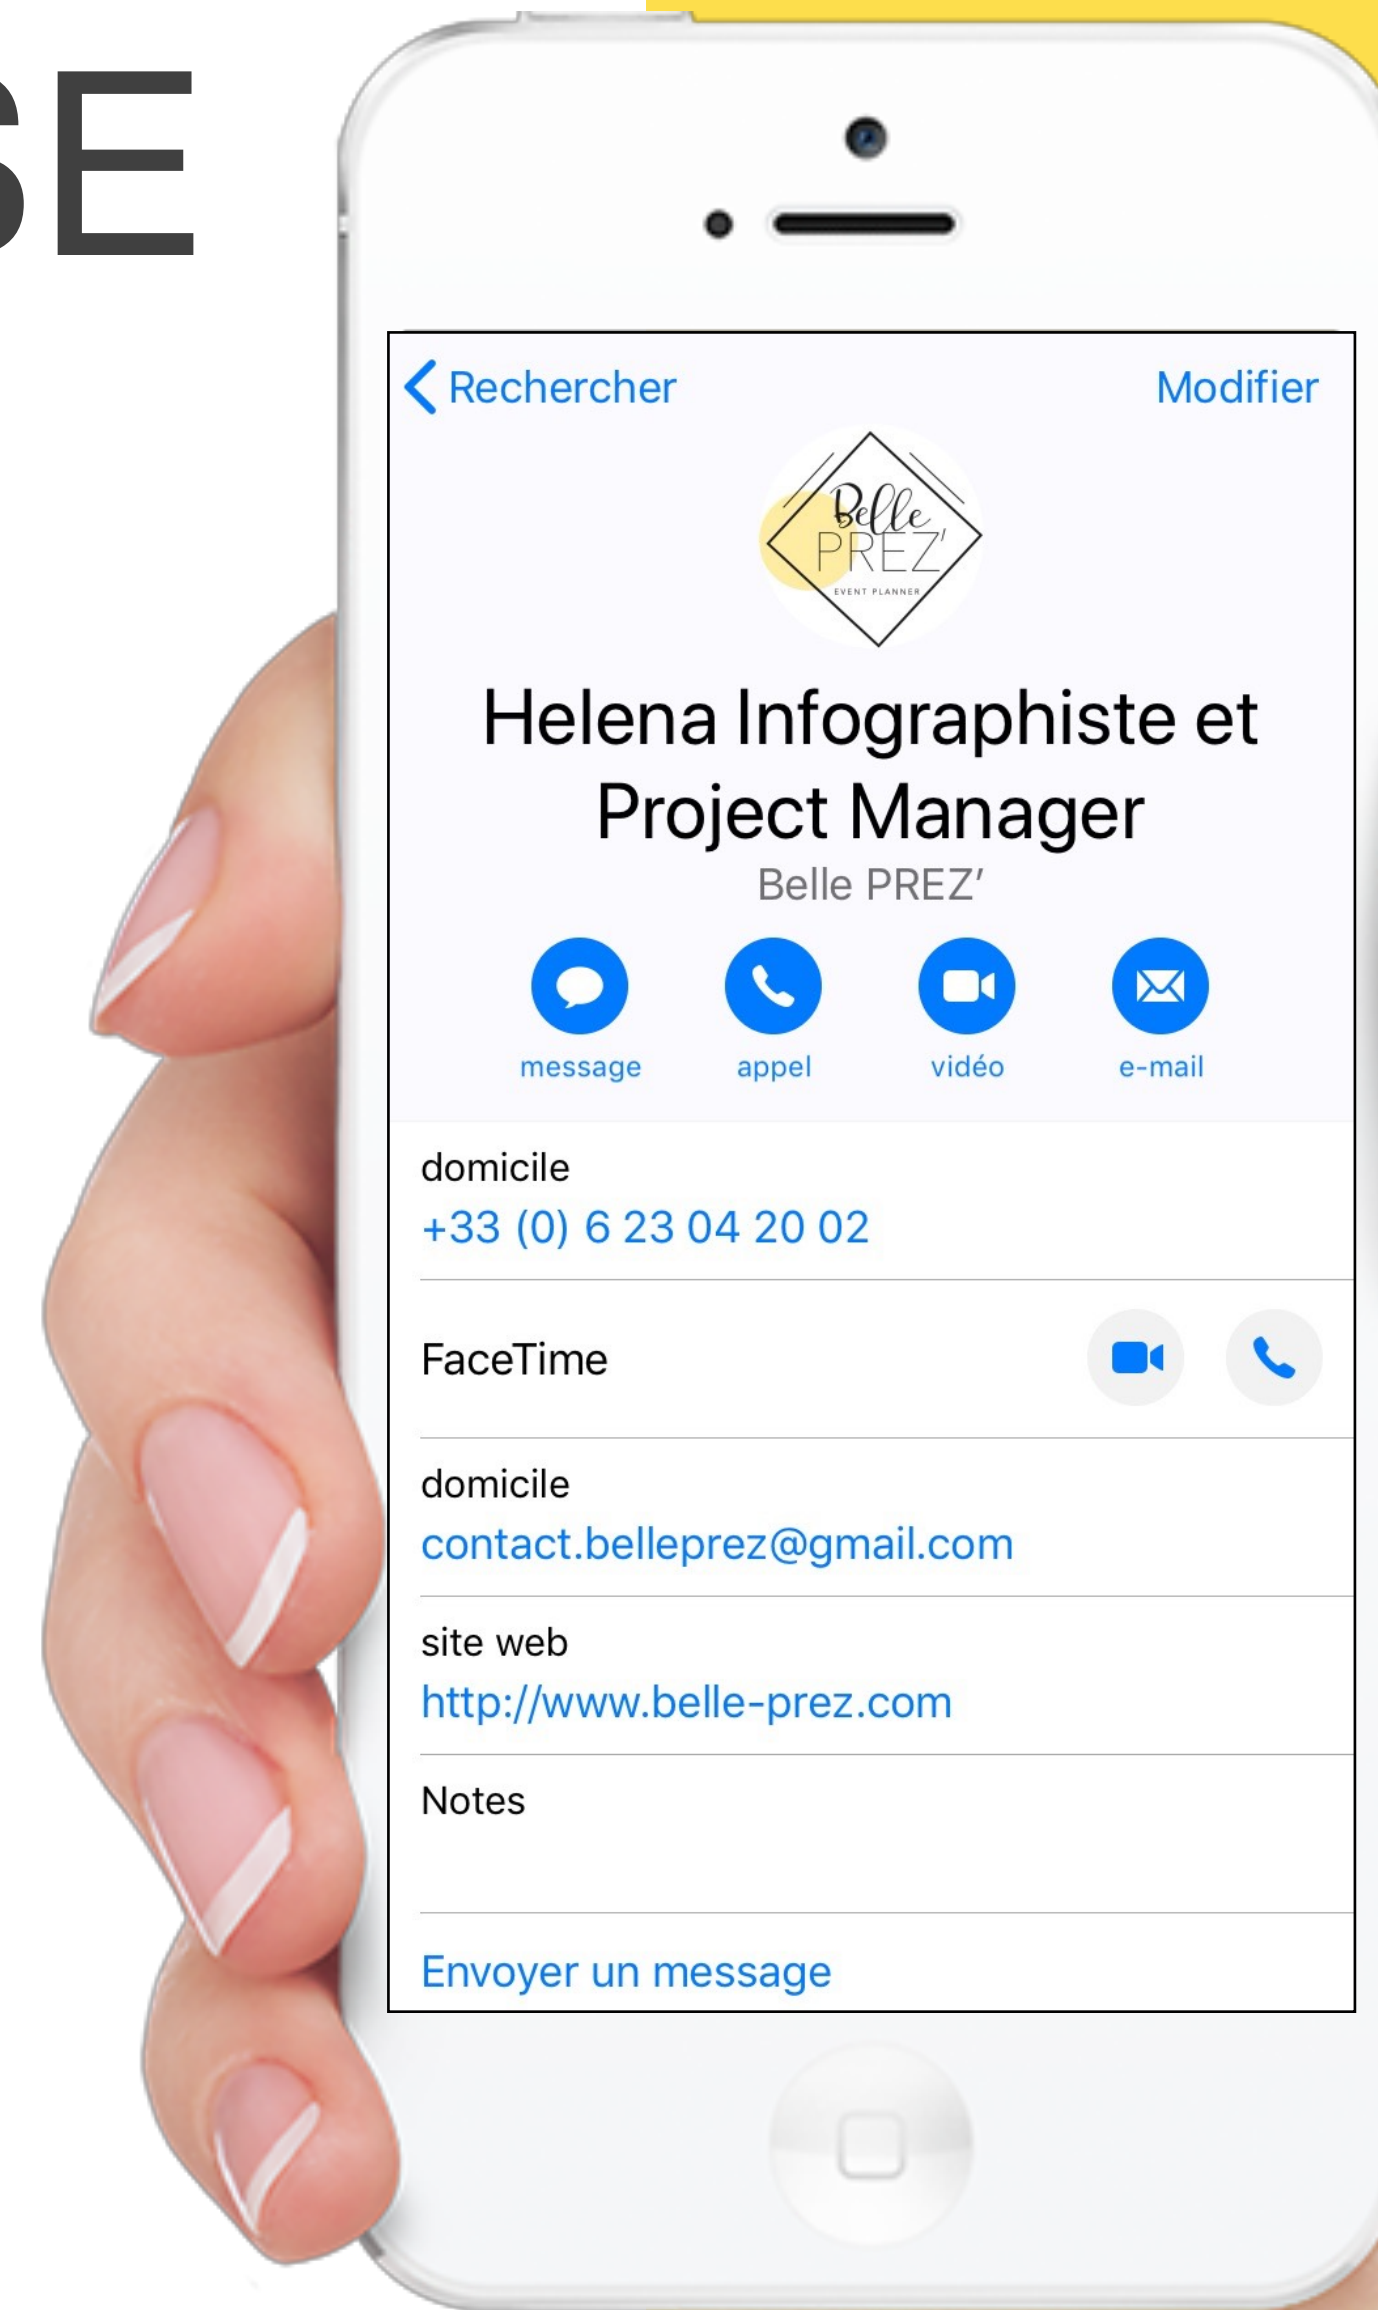 SE
Rechercher
Modifier
Belle
PREZ'
EVENT PLANNER
Helena Infographiste et
Project Manager
Belle PREZ’
message appel vidéo e-mail
domicile
+33 (0) 6 23 04 20 02
FaceTime
domicile
contact.belleprez@gmail.com
site web
http://www.belle-prez.com
Notes
Envoyer un message